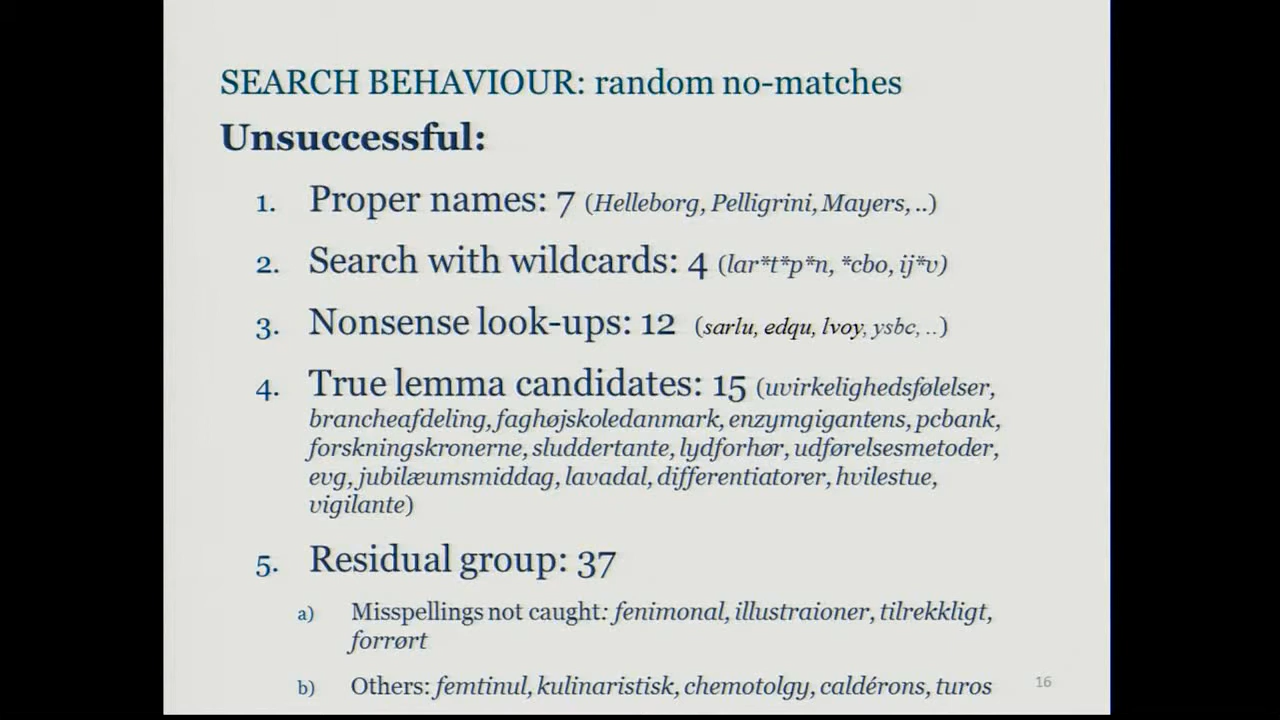 SEARCH BEHAVIOUR: random no-matches
Unsuccessful:
1. Proper names: 7 (Helleborg, Pelligrini, Mayers, ..)
2. Search with wildcards: 4 (lar*t*p*n, *cbo, ij*v)
3. Nonsense look-ups: 12 (sarlu, edqu, lvoy, ysbc, ..)
4. True lemma candidates: 15 (uvirkelighedsfølelser,
brancheafdeling, faghøjskoledanmark, enzymgigantens, pcbank,
forskningskronerne, sluddertante, lydforhør, udførelsesmetoder,
evg, jubilæumsmiddag, lavadal, differentiatorer, hvilestue,
vigilante)
5. Residual group: 37
a) Misspellings not caught: fenimonal, illustraioner, tilrekkligt,
forrørt
b) Others: femtinul, kulinaristisk, chemotolgy, caldérons, turos
16